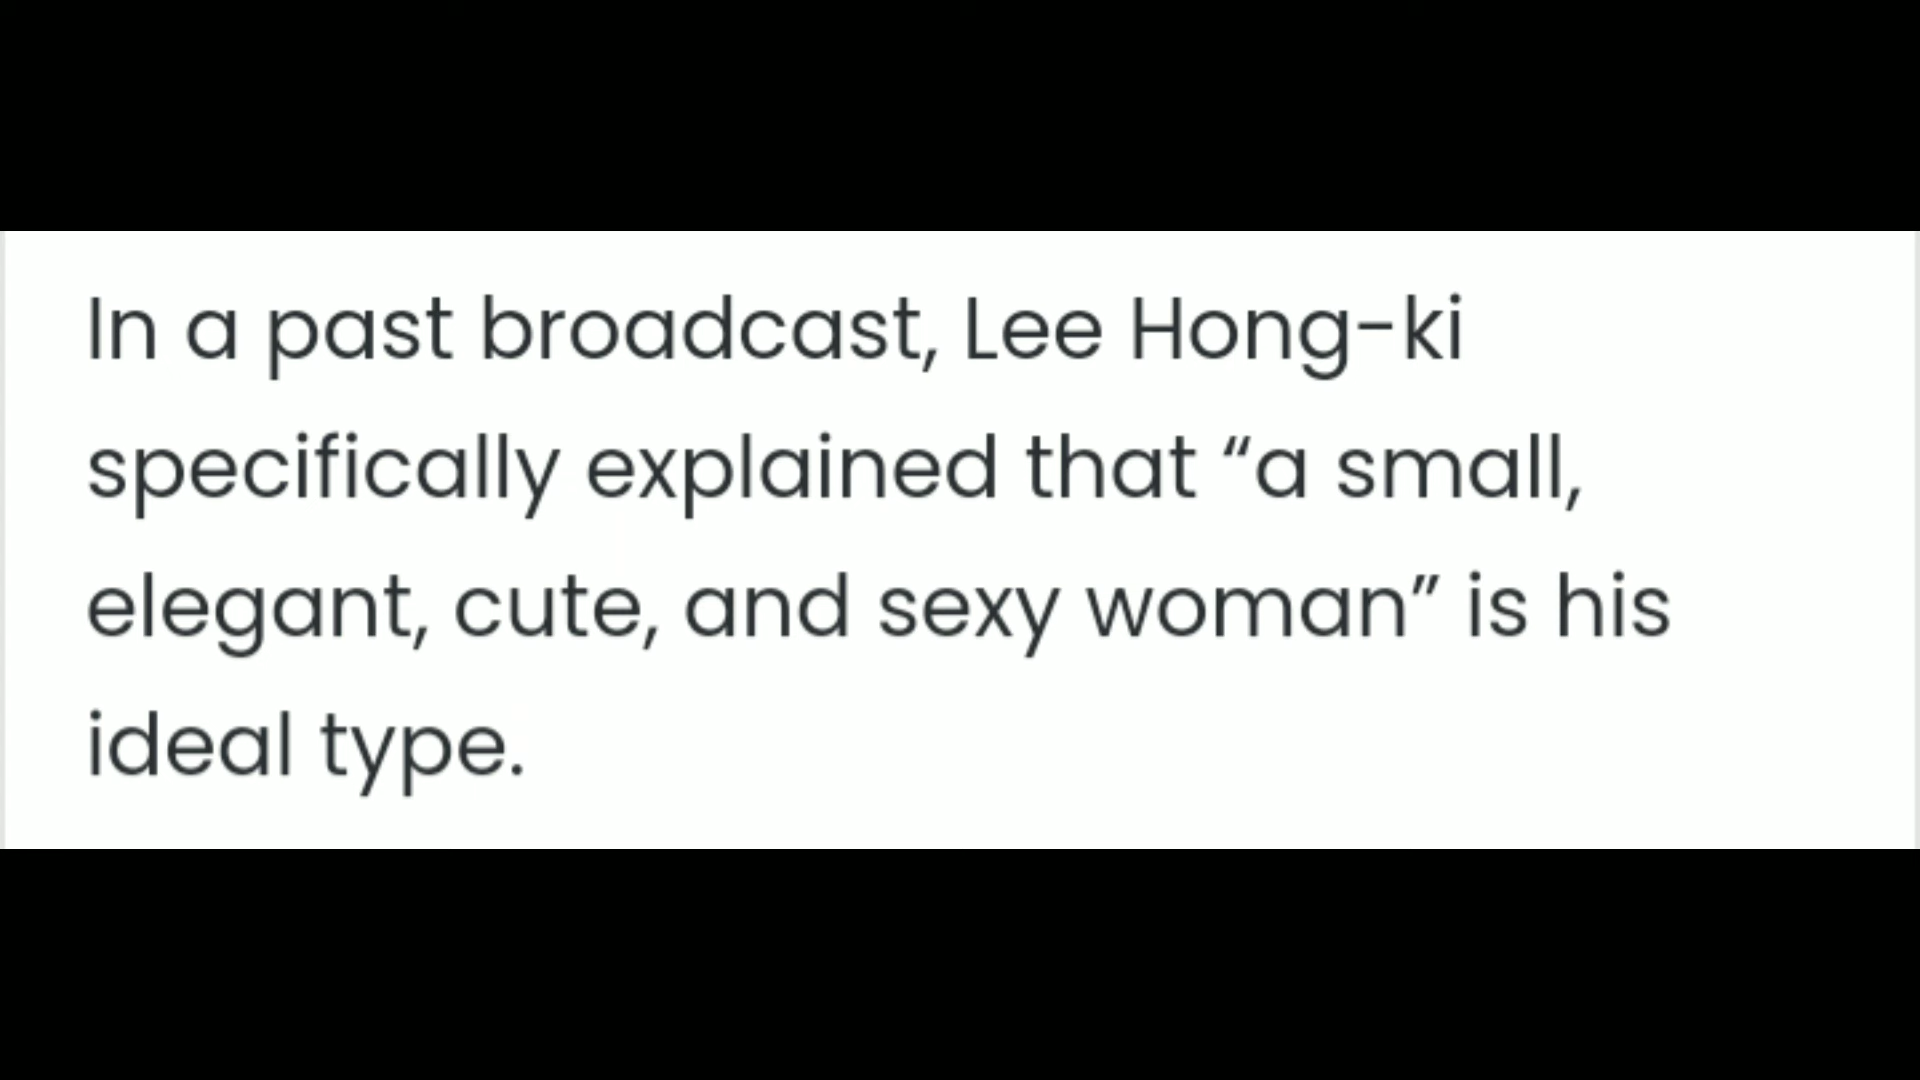 In a past broadcast, Lee Hong-ki
specifically explained that “a small,
elegant, cute, and sexy woman” is his
ideal type.